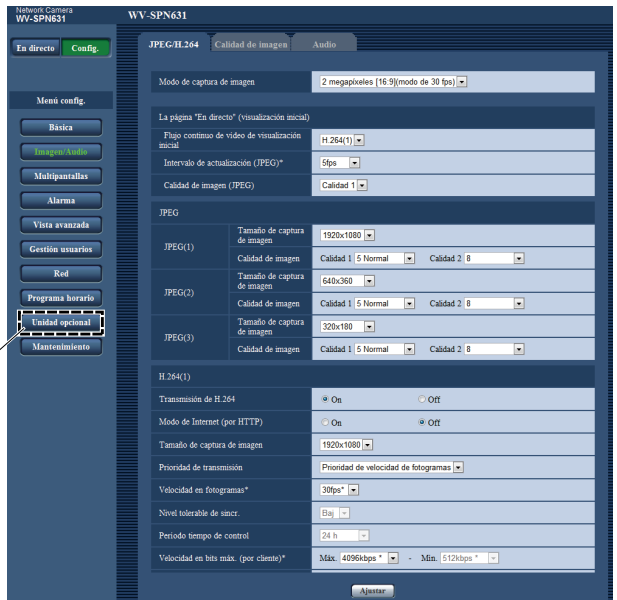 Network Camera
WV-SPN631
WV-SPN631
En directo Config.
Menú config.
Básica
Imagen/Audio
Multipantallas
Alarma
Vista avanzada
Gestión usuarios
Red
Programa horario
Unidad opcional
Mantenimiento
JPEG/H.264 Calidad de imagen Audio
Modo de captura de imagen 2 megapíxeles [16:9](modo de 30 fps)
La página "En directo" (visualización inicial)
Flujo continuo de vídeo de visualización
inicial H.264(1)
Intervalo de actualización (JPEG)* 5fps
Calidad de imagen (JPEG) Calidad 1
JPEG
JPEG(1)
Tamaño de captura
de imagen 1920x1080
Calidad de imagen Calidad 1 5 Normal Calidad 2 8
JPEG(2)
Tamaño de captura
de imagen 640x360
Calidad de imagen Calidad 1 5 Normal Calidad 2 8
JPEG(3)
Tamaño de captura
de imagen 320x180
Calidad de imagen Calidad 1 5 Normal Calidad 2 8
H.264(1)
Transmisión de H.264 On Off
Modo de Internet (por HTTP) On Off
Tamaño de captura de imagen 1920x1080
Prioridad de transmisión Prioridad de velocidad de fotogramas
Velocidad en fotogramas* 30fps*
Nivel tolerable de
sincr. Baj
Periodo tiempo de
control 24 h
Velocidad en bits máx. (por cliente)* Máx. 4096kbps * - Mín. 512kbps *
Ajustar